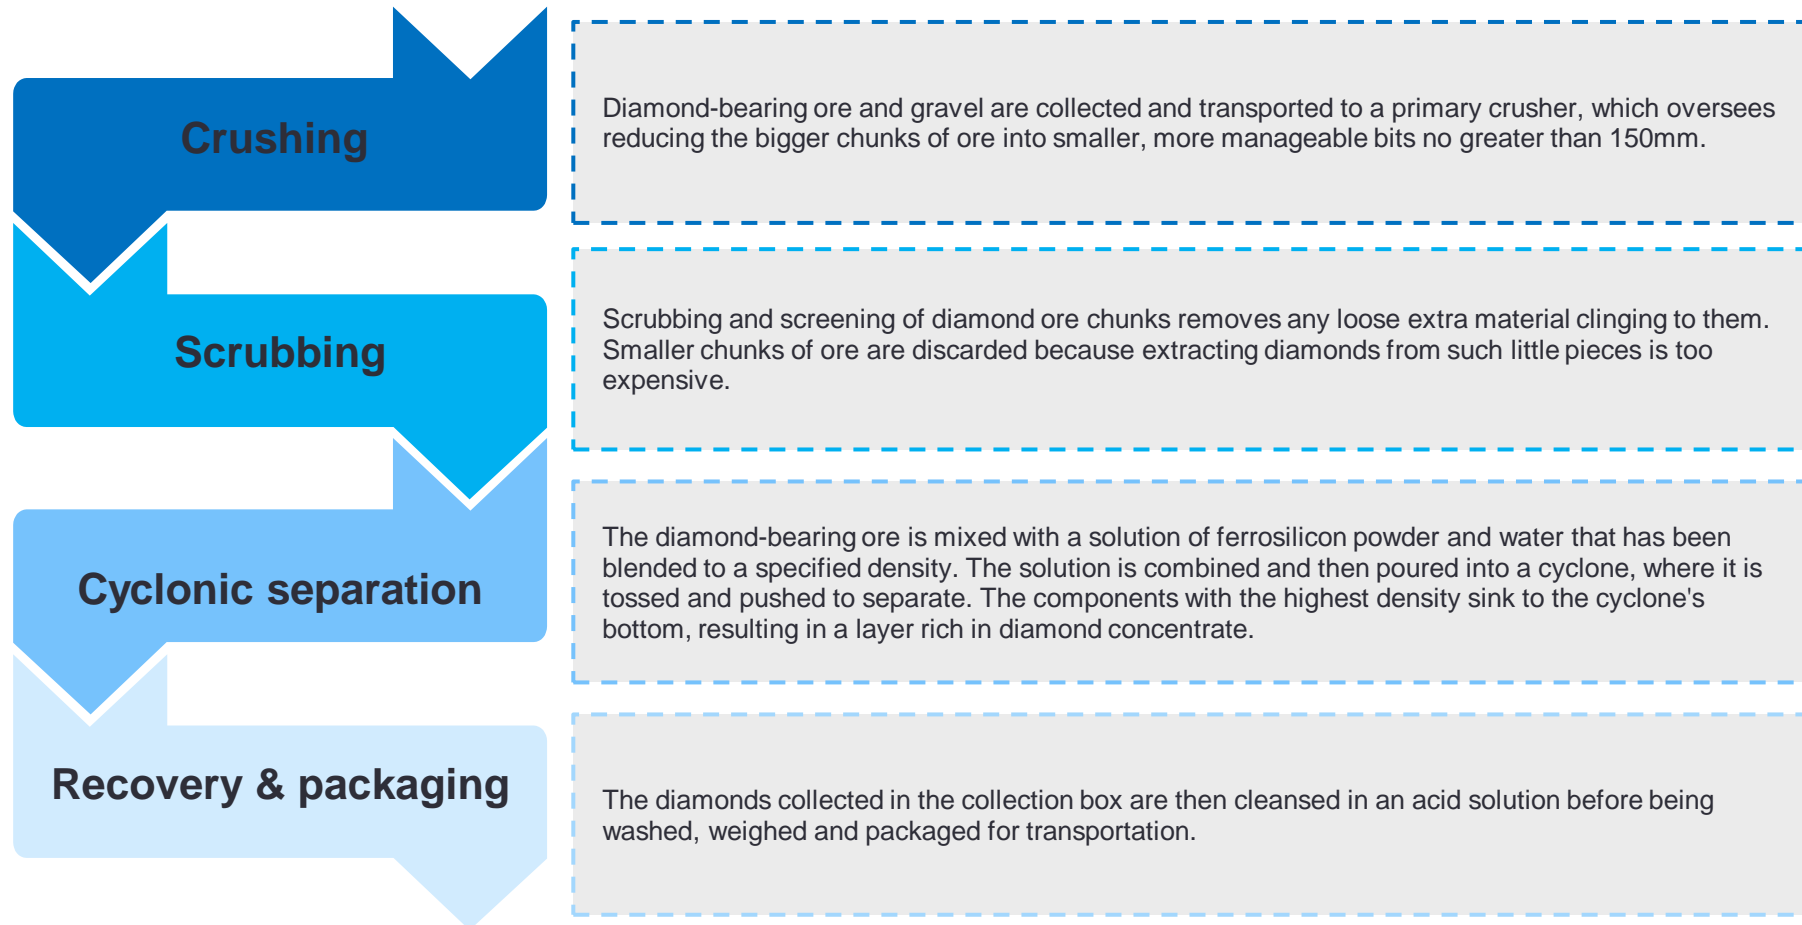 Crushing
Diamond-bearing ore and gravel are collected and transported to a primary crusher, which oversees
reducing the bigger chunks of ore into smaller, more manageable bits no greater than 150mm.
Scrubbing
Scrubbing and screening of diamond ore chunks removes any loose extra material clinging to them.
Smaller chunks of ore are discarded because extracting diamonds from such little pieces is too
expensive.
Cyclonic separation
The diamond-bearing ore is mixed with a solution of ferrosilicon powder and water that has been
blended to a specified density. The solution is combined and then poured into a cyclone, where it is
tossed and pushed to separate. The components with the highest density sink to the cyclone's
bottom, resulting in a layer rich in diamond concentrate.
Recovery & packaging
The diamonds collected in the collection box are then cleansed in an acid solution before being
washed, weighed and packaged for transportation.